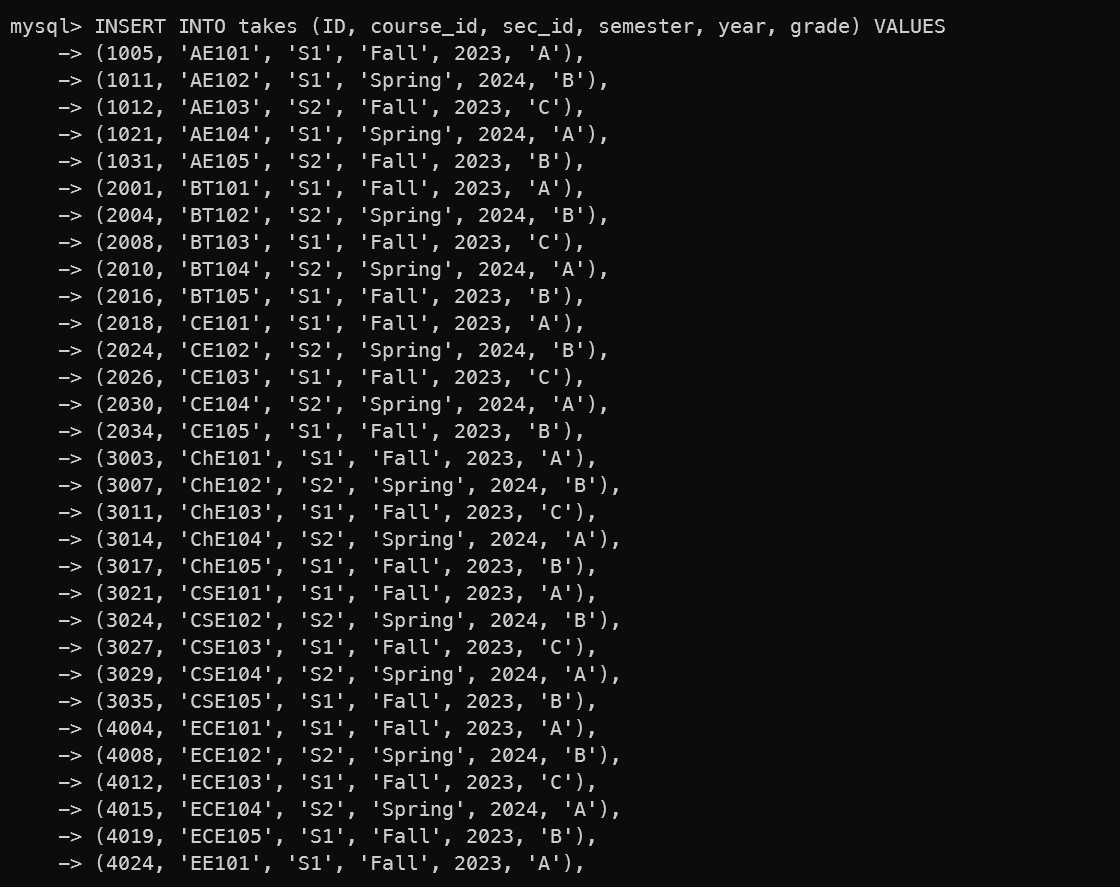 mysql> INSERT INTO takes (ID, course_id, sec_id, semester, year, grade) VALUES
    -> (1005, 'AE101', 'S1', 'Fall', 2023, 'A'),
    -> (1011, 'AE102', 'S1', 'Spring', 2024, 'B'),
    -> (1012, 'AE103', 'S2', 'Fall', 2023, 'C'),
    -> (1021, 'AE104', 'S1', 'Spring', 2024, 'A'),
    -> (1031, 'AE105', 'S2', 'Fall', 2023, 'B'),
    -> (2001, 'BT101', 'S1', 'Fall', 2023, 'A'),
    -> (2004, 'BT102', 'S2', 'Spring', 2024, 'B'),
    -> (2008, 'BT103', 'S1', 'Fall', 2023, 'C'),
    -> (2010, 'BT104', 'S2', 'Spring', 2024, 'A'),
    -> (2016, 'BT105', 'S1', 'Fall', 2023, 'B'),
    -> (2018, 'CE101', 'S1', 'Fall', 2023, 'A'),
    -> (2024, 'CE102', 'S2', 'Spring', 2024, 'B'),
    -> (2026, 'CE103', 'S1', 'Fall', 2023, 'C'),
    -> (2030, 'CE104', 'S2', 'Spring', 2024, 'A'),
    -> (2034, 'CE105', 'S1', 'Fall', 2023, 'B'),
    -> (3003, 'ChE101', 'S1', 'Fall', 2023, 'A'),
    -> (3007, 'ChE102', 'S2', 'Spring', 2024, 'B'),
    -> (3011, 'ChE103', 'S1', 'Fall', 2023, 'C'),
    -> (3014, 'ChE104', 'S2', 'Spring', 2024, 'A'),
    -> (3017, 'ChE105', 'S1', 'Fall', 2023, 'B'),
    -> (3021, 'CSE101', 'S1', 'Fall', 2023, 'A'),
    -> (3024, 'CSE102', 'S2', 'Spring', 2024, 'B'),
    -> (3027, 'CSE103', 'S1', 'Fall', 2023, 'C'),
    -> (3029, 'CSE104', 'S2', 'Spring', 2024, 'A'),
    -> (3035, 'CSE105', 'S1', 'Fall', 2023, 'B'),
    -> (4004, 'ECE101', 'S1', 'Fall', 2023, 'A'),
    -> (4008, 'ECE102', 'S2', 'Spring', 2024, 'B'),
    -> (4012, 'ECE103', 'S1', 'Fall', 2023, 'C'),
    -> (4015, 'ECE104', 'S2', 'Spring', 2024, 'A'),
    -> (4019, 'ECE105', 'S1', 'Fall', 2023, 'B'),
    -> (4024, 'EE101', 'S1', 'Fall', 2023, 'A'),